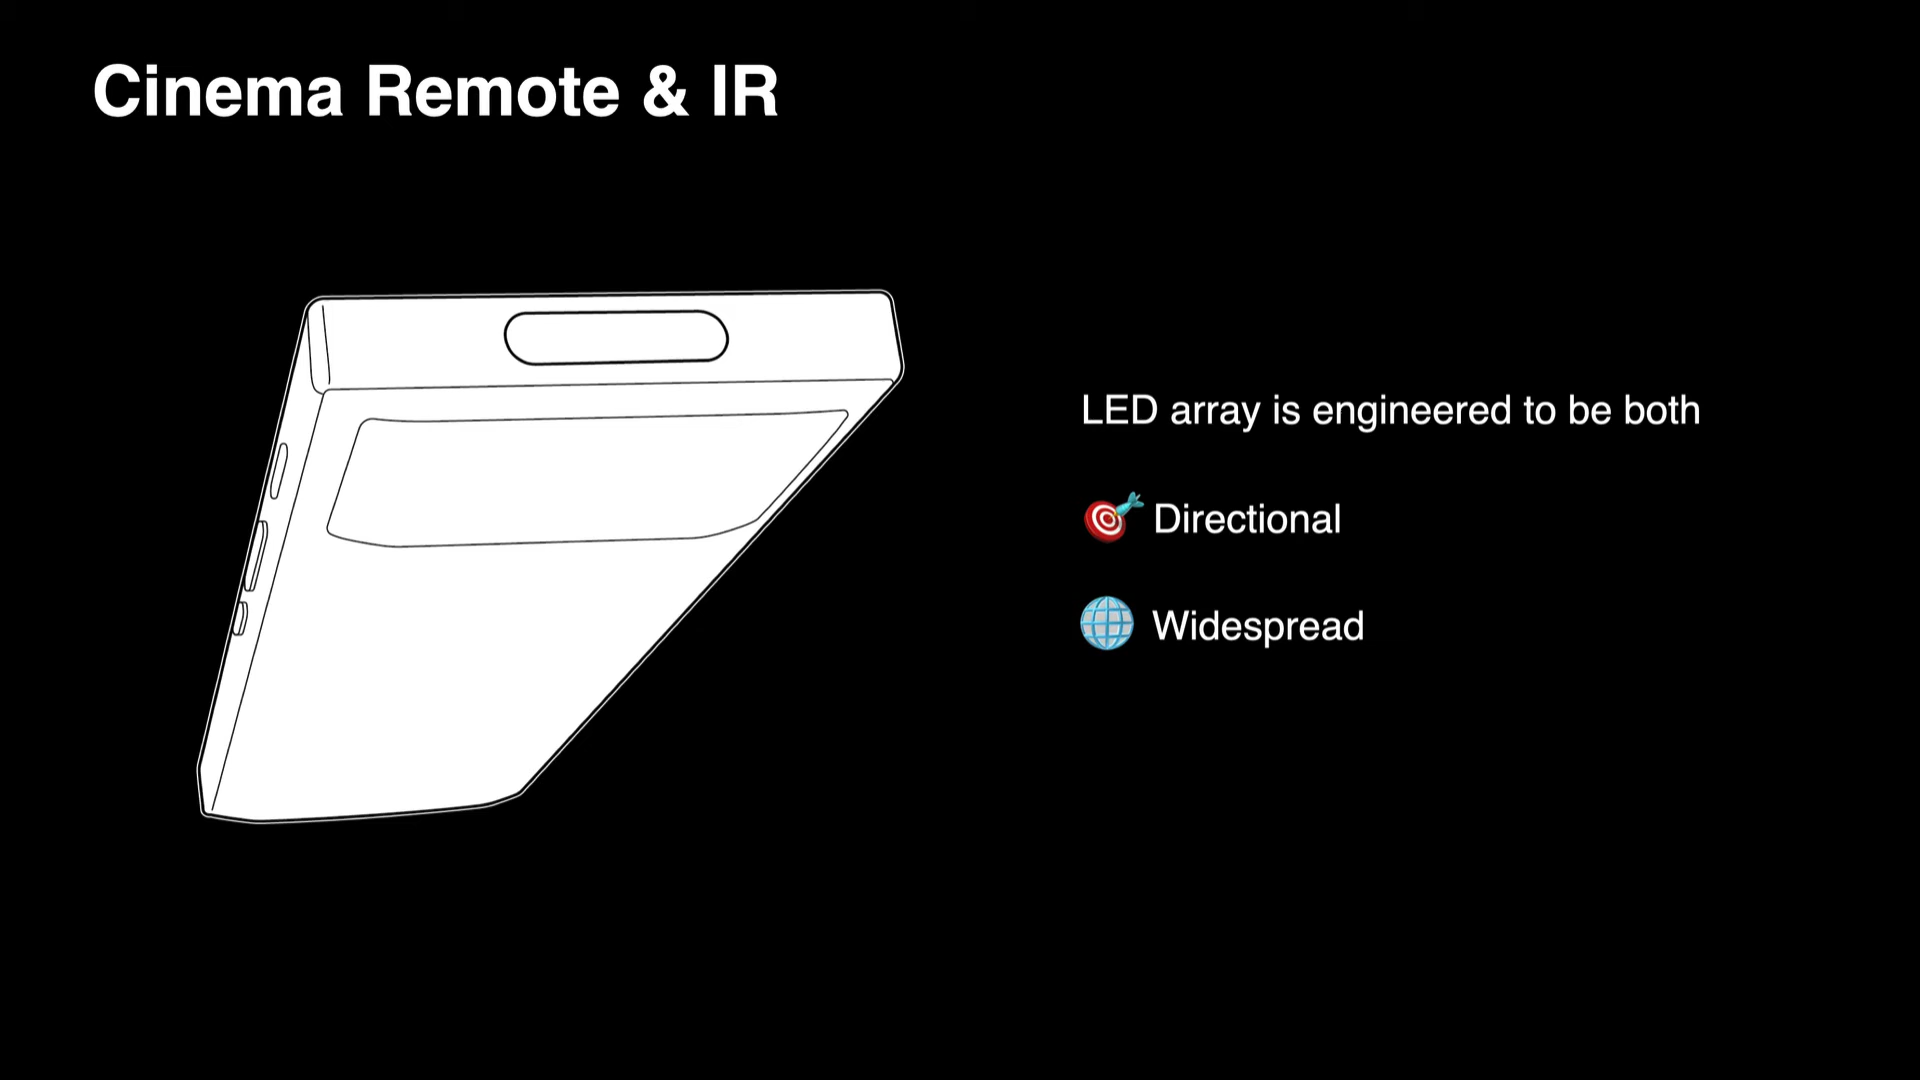 Cinema Remote & IR
LED array is engineered to be both
🎯 Directional
🌐 Widespread